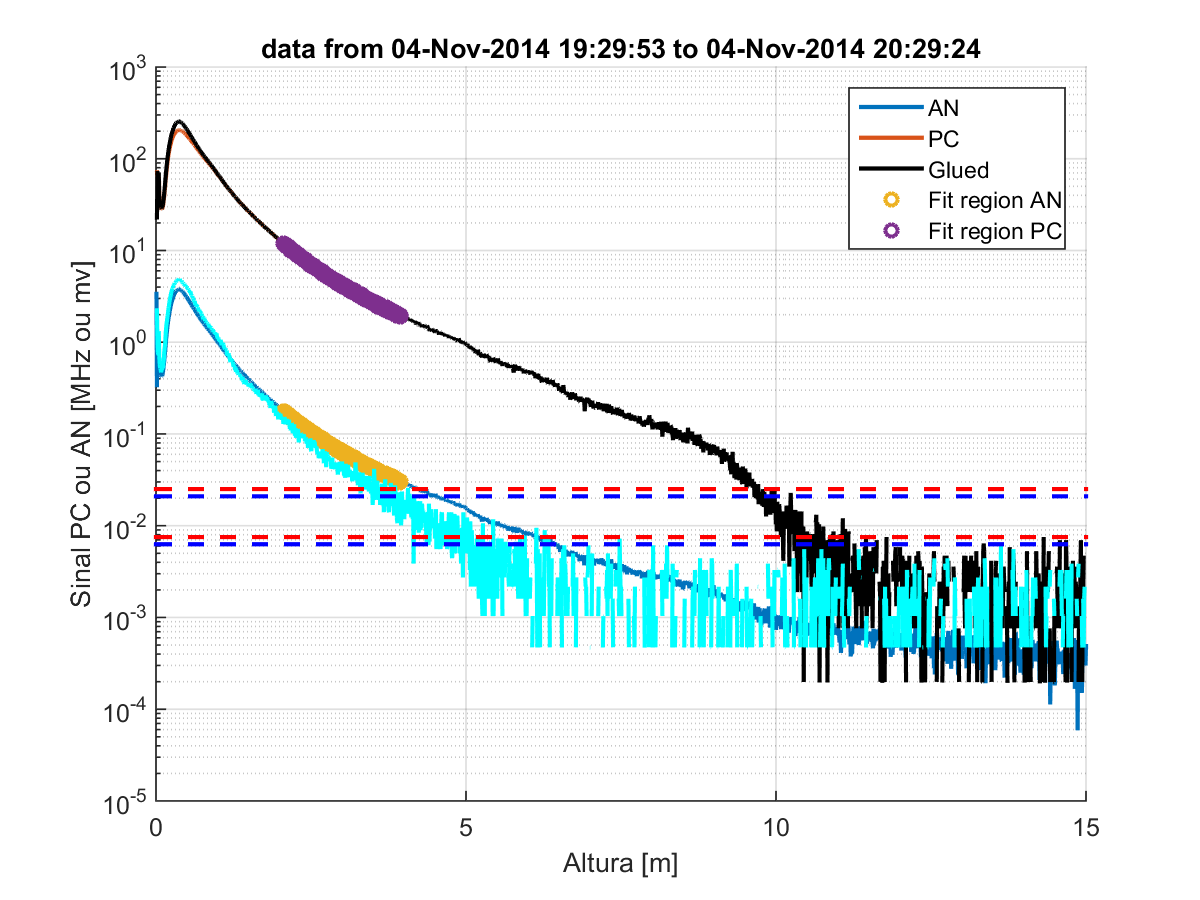 data from 04-Nov-2014 19:29:53 to 04-Nov-2014 20:29:24
AN
PC
Glued
Fit region AN
Fit region PC
Sinal PC ou AN [MHz ou mv]
10^3
10^2
10^1
10^0
10^-1
10^-2
10^-3
10^-4
10^-5
0 5 10 15
Altura [m]